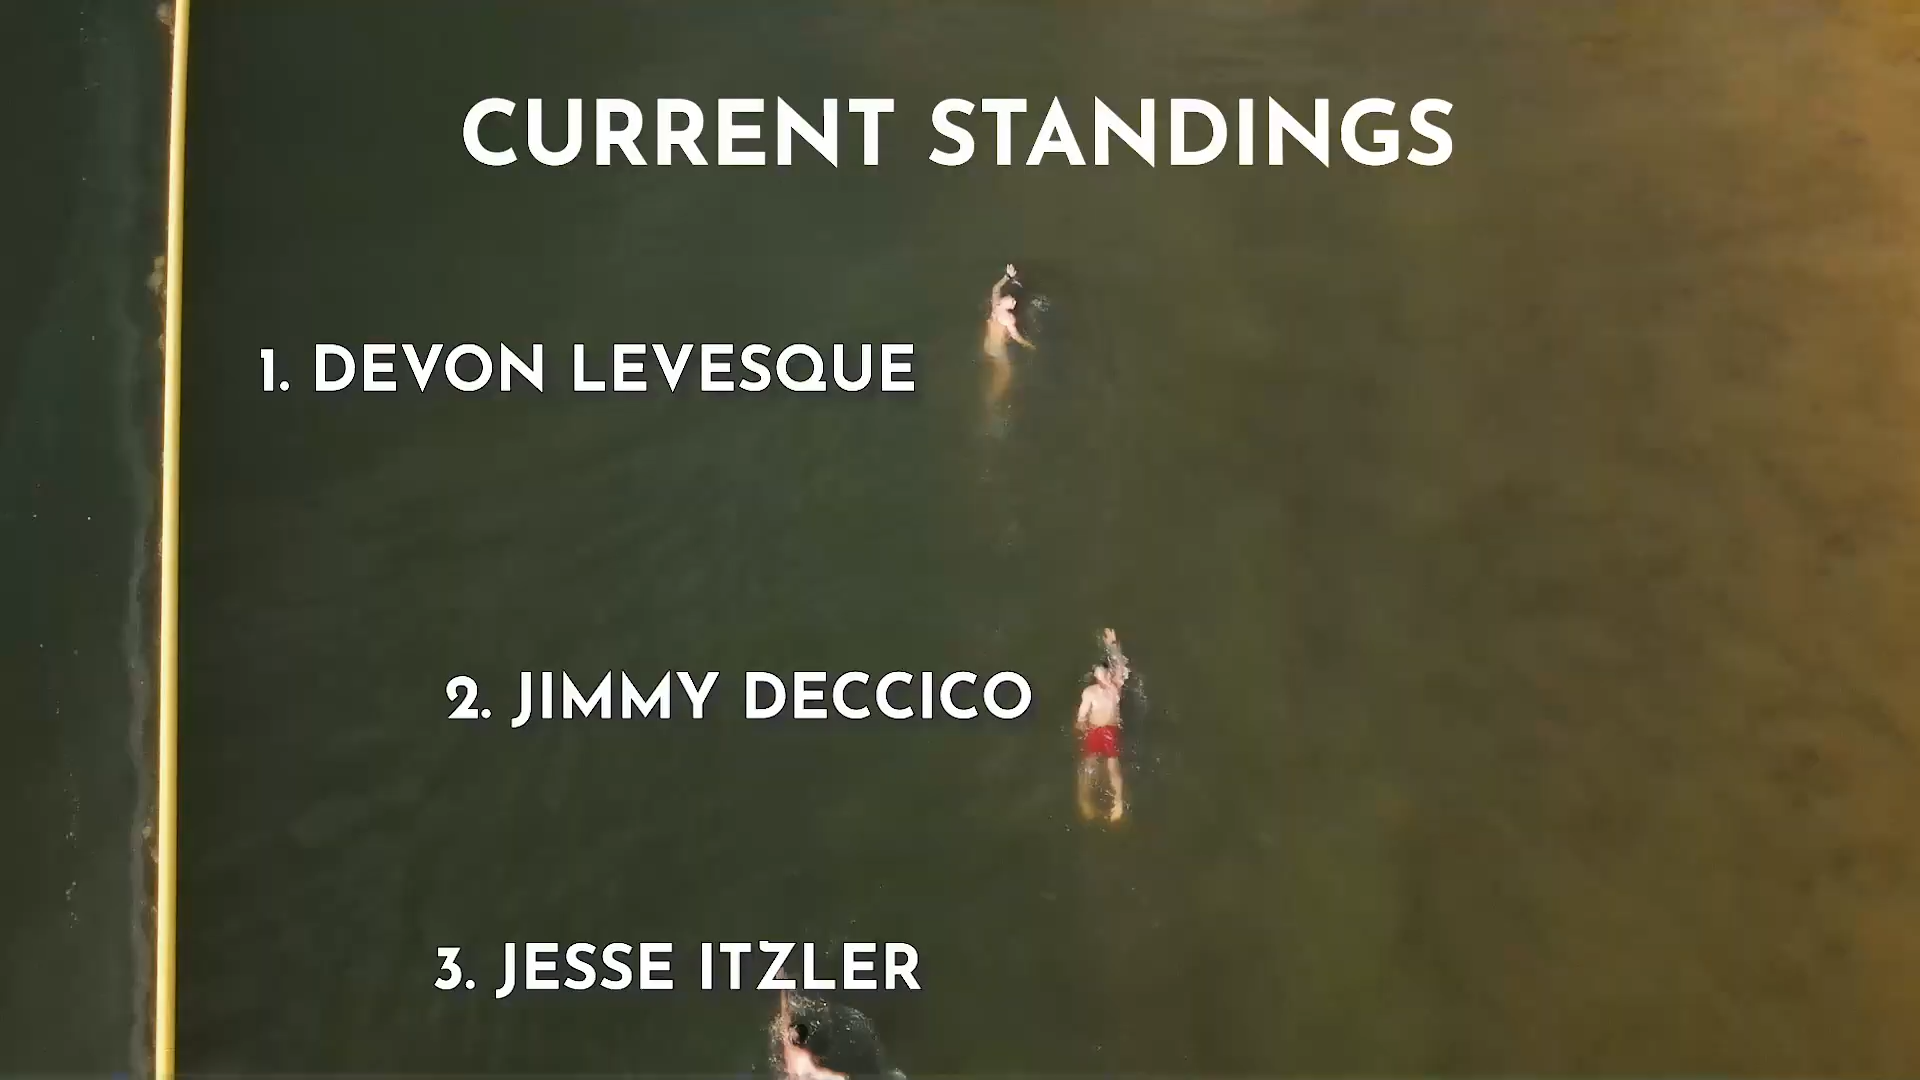 CURRENT STANDINGS
1. DEVON LEVESQUE
2. JIMMY DECCICO
3. JESSE ITZLER